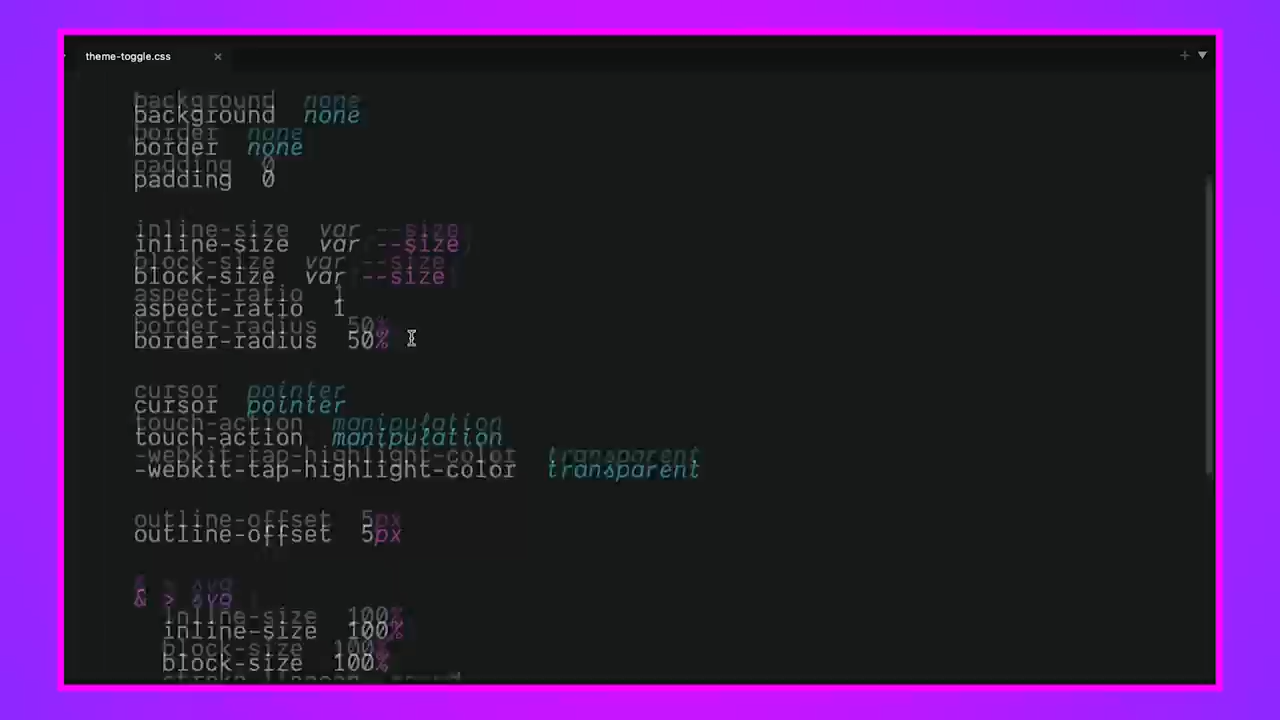 theme-toggle.css
background none
border none
padding 0
inline-size var --size
block-size var --size
aspect-ratio 1
border-radius 50%
cursor pointer
touch-action manipulation
-webkit-tap-highlight-color transparent
outline-offset 5px
& > svg
inline-size 100%
block-size 100%